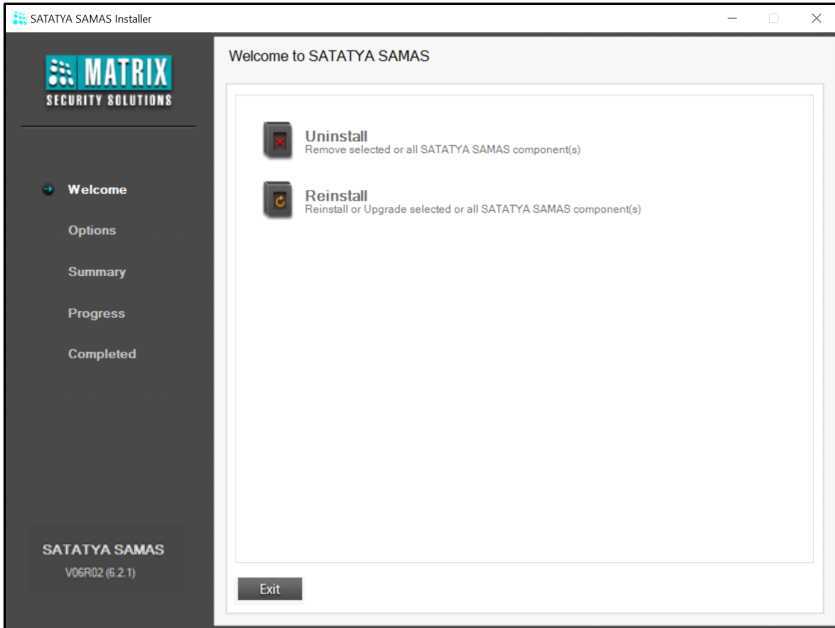 SATATYA SAMAS Installer
MATRIX
SECURITY SOLUTIONS
Welcome
Options
Summary
Progress
Completed
SATATYA SAMAS
V06R02 (6.2.1)
Welcome to SATATYA SAMAS
Uninstall
Remove selected or all SATATYA SAMAS component(s)
Reinstall
Reinstall or Upgrade selected or all SATATYA SAMAS component(s)
Exit